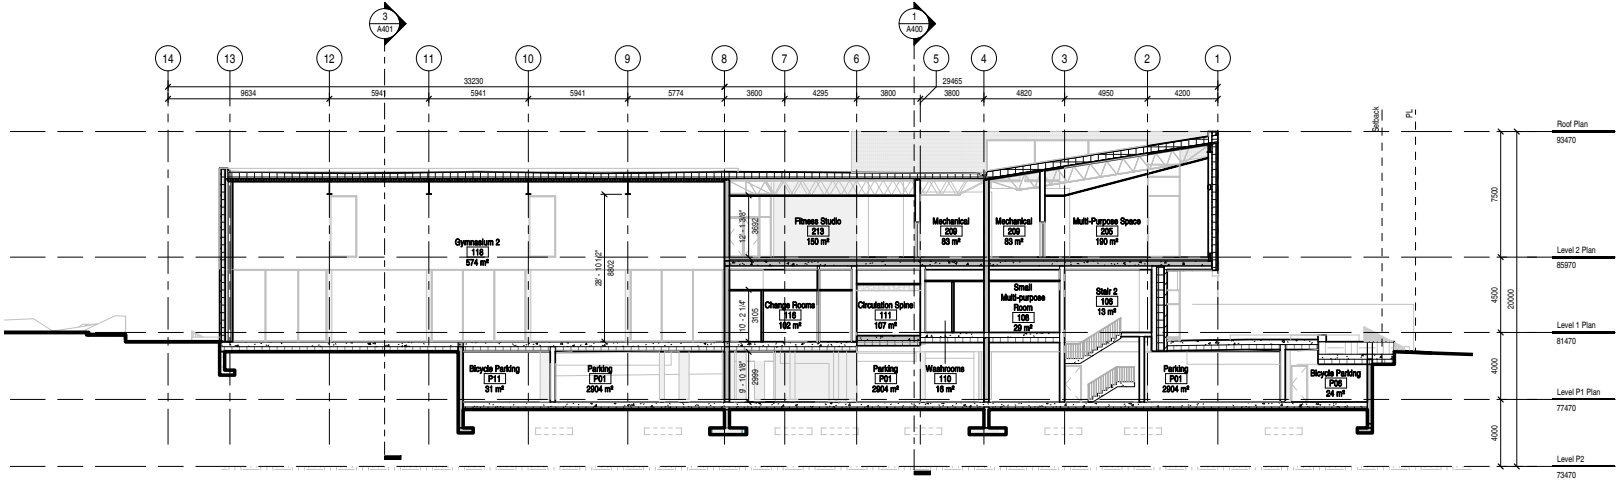 3
A401
1
A400
14
13
12
11
10
9
8
7
6
5
4
3
2
1
33230
29465
9634
5941
5941
5941
5774
3600
4295
3800
3800
4820
4950
4200
Setback
PL
Roof Plan
93470
7500
Fitness Studio
213
150 m²
Mechanical
209
83 m²
Mechanical
209
83 m²
Multi-Purpose Space
205
190 m²
12' - 1 3/8"
3692
Gymnasium 2
118
574 m²
28' - 10 1/2"
8802
Level 2 Plan
85970
4500
20000
Change Rooms
116
162 m²
Circulation Spine
111
107 m²
Small
Multi-purpose
Room
108
29 m²
Stair 2
106
13 m²
10' - 2 1/4"
3105
Level 1 Plan
81470
4000
Bicycle Parking
P11
31 m²
Parking
P01
2904 m²
9' - 10 1/8"
2999
Parking
P01
2904 m²
Washrooms
110
16 m²
Parking
P01
2904 m²
Bicycle Parking
P06
24 m²
Level P1 Plan
77470
4000
Level P2
73470